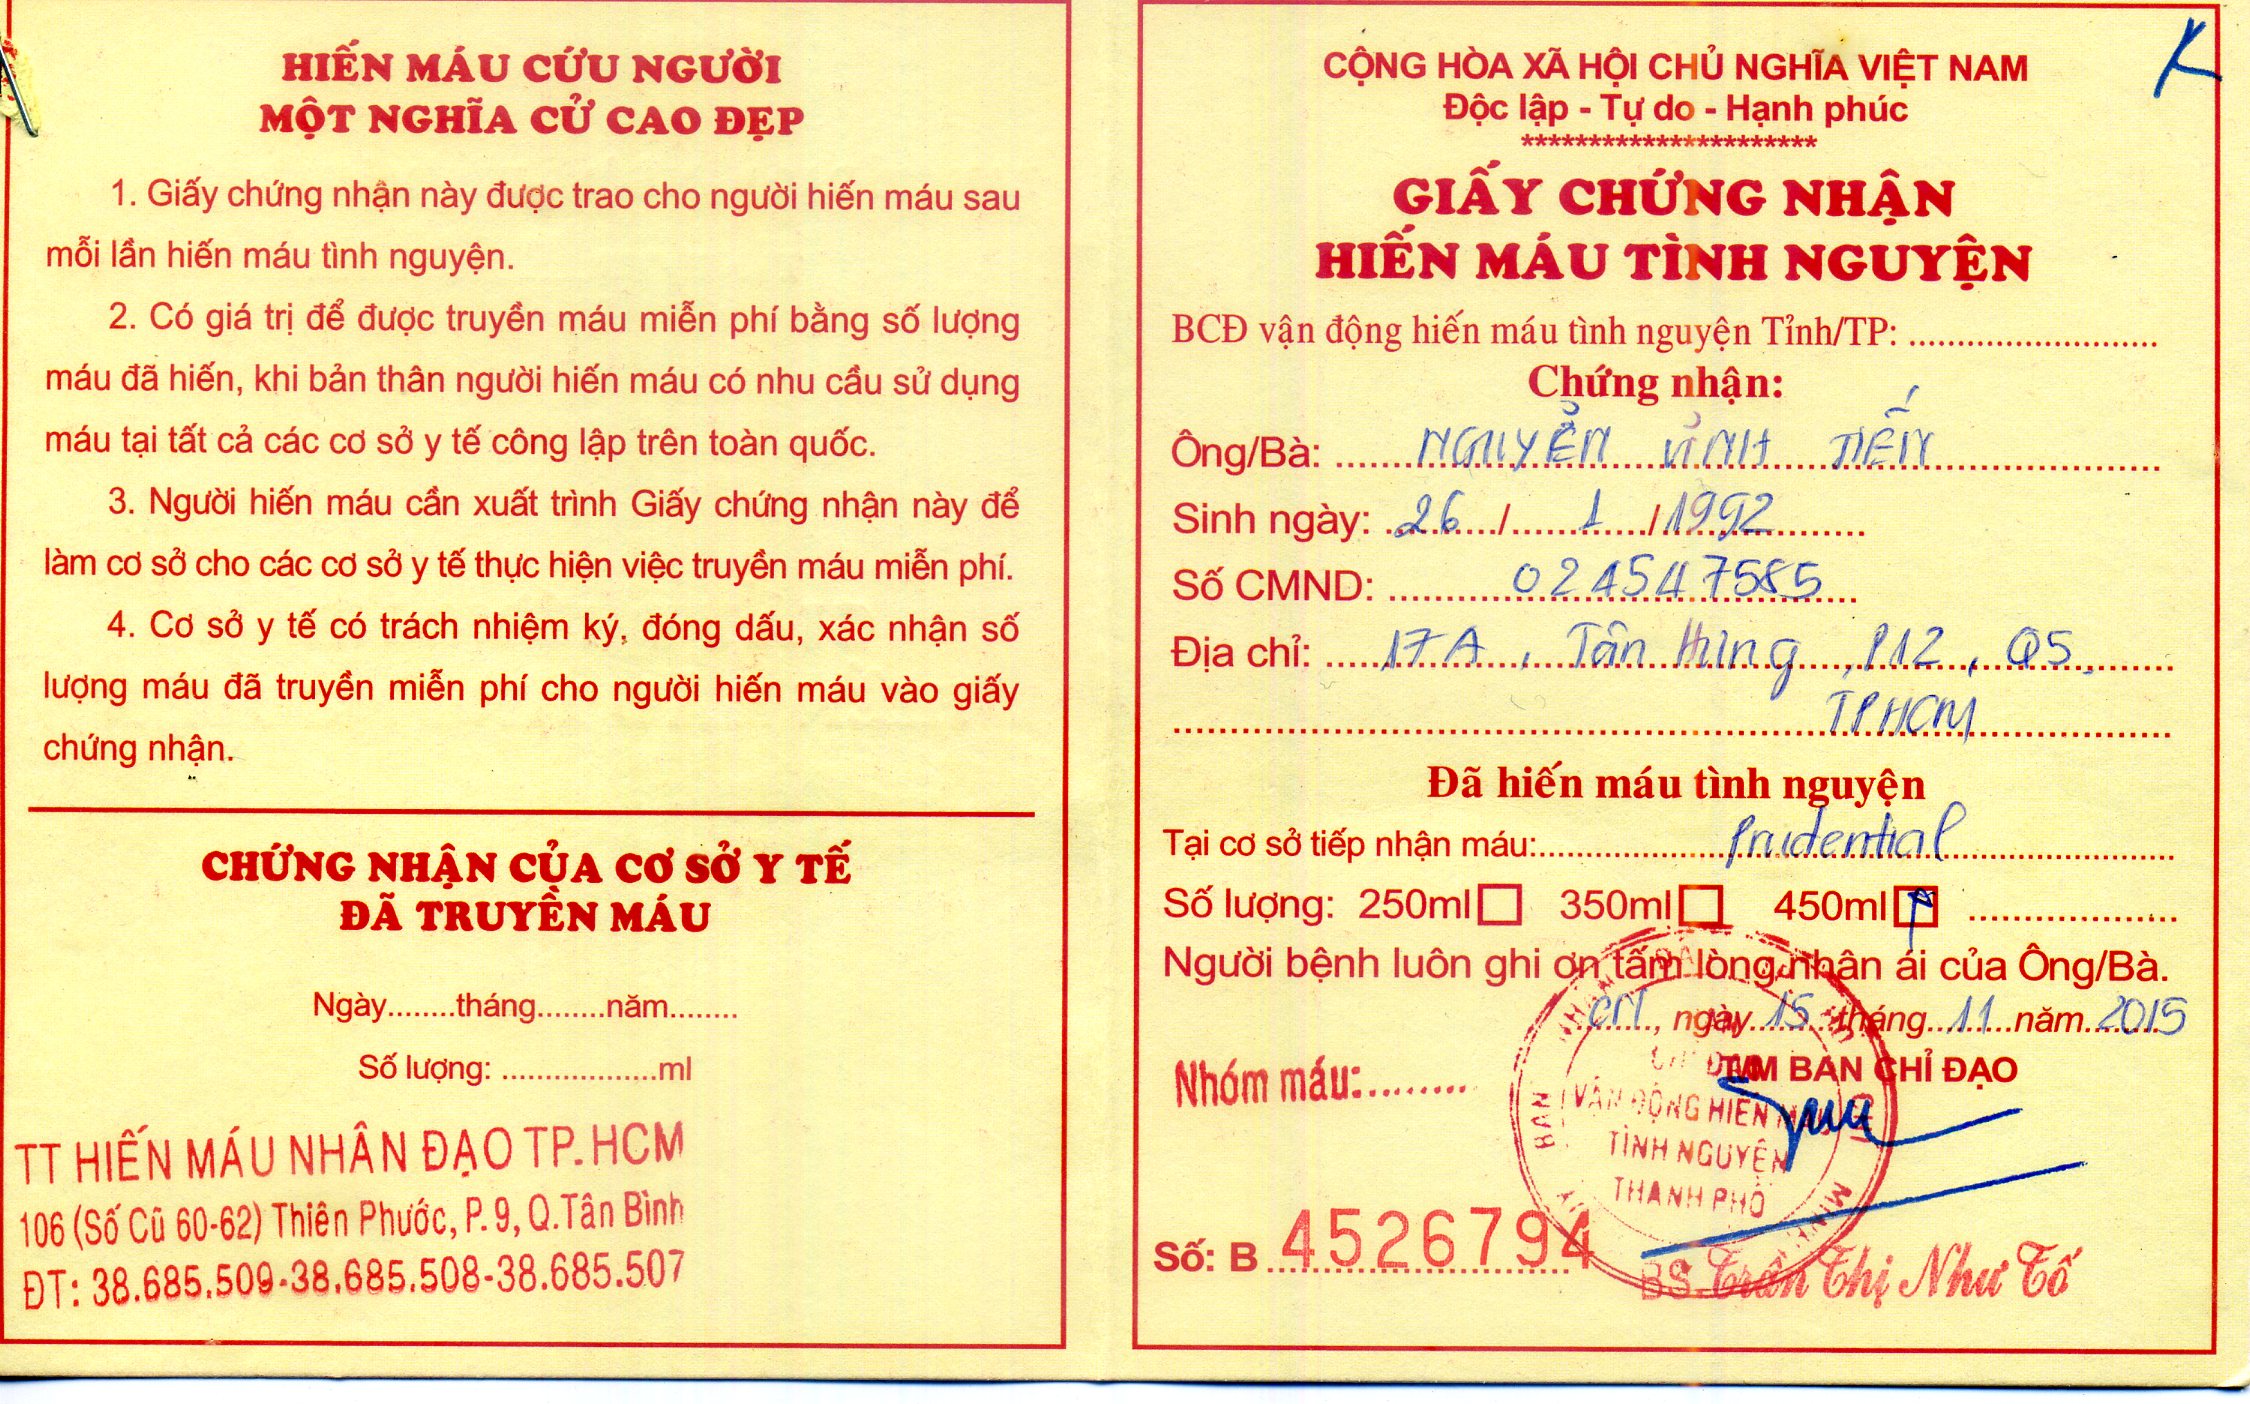 HIẾN MÁU CỨU NGƯỜI
MỘT NGHĨA CỬ CAO ĐẸP
1. Giấy chứng nhận này được trao cho người hiến máu sau
mỗi lần hiến máu tình nguyện.
2. Có giá trị để được truyền máu miễn phí bằng số lượng
máu đã hiến, khi bản thân người hiến máu có nhu cầu sử dụng
máu tại tất cả các cơ sở y tế công lập trên toàn quốc.
3. Người hiến máu cần xuất trình Giấy chứng nhận này để
làm cơ sở cho các cơ sở y tế thực hiện việc truyền máu miễn phí.
4. Cơ sở y tế có trách nhiệm ký, đóng dấu, xác nhận số
lượng máu đã truyền miễn phí cho người hiến máu vào giấy
chứng nhận.
CHỨNG NHẬN CỦA CƠ SỞ Y TẾ
ĐÃ TRUYỀN MÁU
Ngày........tháng........năm........
Số lượng: ..................ml
TT HIẾN MÁU NHÂN ĐẠO TP.HCM
106 (Số Cũ 60-62) Thiên Phước, P.9, Q.Tân Bình
ĐT: 38.685.509-38.685.508-38.685.507
K
CỘNG HÒA XÃ HỘI CHỦ NGHĨA VIỆT NAM
Độc lập - Tự do - Hạnh phúc
**********************
GIẤY CHỨNG NHẬN
HIẾN MÁU TÌNH NGUYỆN
BCĐ vận động hiến máu tình nguyện Tỉnh/TP: ..........................
Chứng nhận:
Ông/Bà: NGUYỂN VỈNH TIẾN
Sinh ngày: 26 / 1 / 1992
Số CMND: 024547585
Địa chỉ: 17A, Tân Hưng, P12, Q5,
TPHCM
Đã hiến máu tình nguyện
Tại cơ sở tiếp nhận máu: Prudential
Số lượng: 250ml 350ml 450ml ....................
Người bệnh luôn ghi ơn tấm lòng nhân ái của Ông/Bà.
CN, ngày 15 tháng 11 năm 2015
TM BAN CHỈ ĐẠO
Nhóm máu:..........
VẬN ĐỘNG HIẾN MÁU
TÌNH NGUYỆN
THÀNH PHỐ
Số: B 4526794
BS. Trần Thị Như Tố